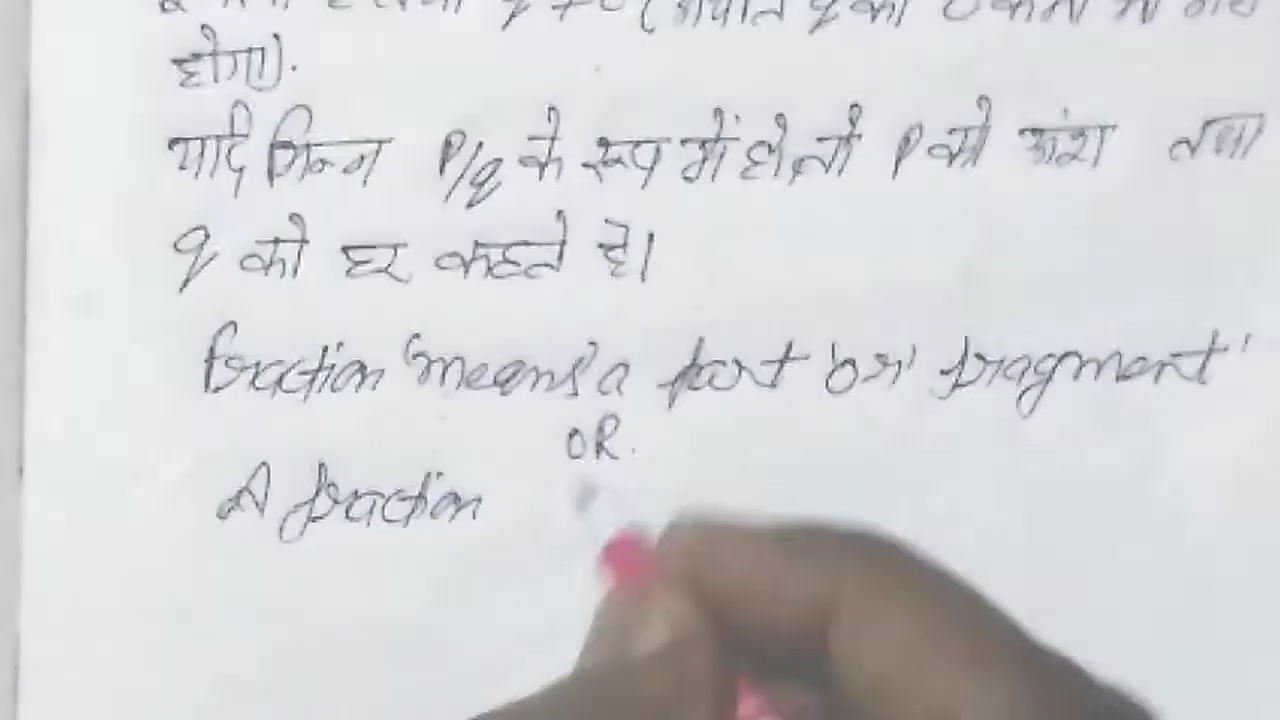 होगा).
यदि भिन्न P/q के रूप में हो, तो P को अंश तथा
q को हर कहते है।
fraction 'means' a part or 'fragment'
OR.
A fraction